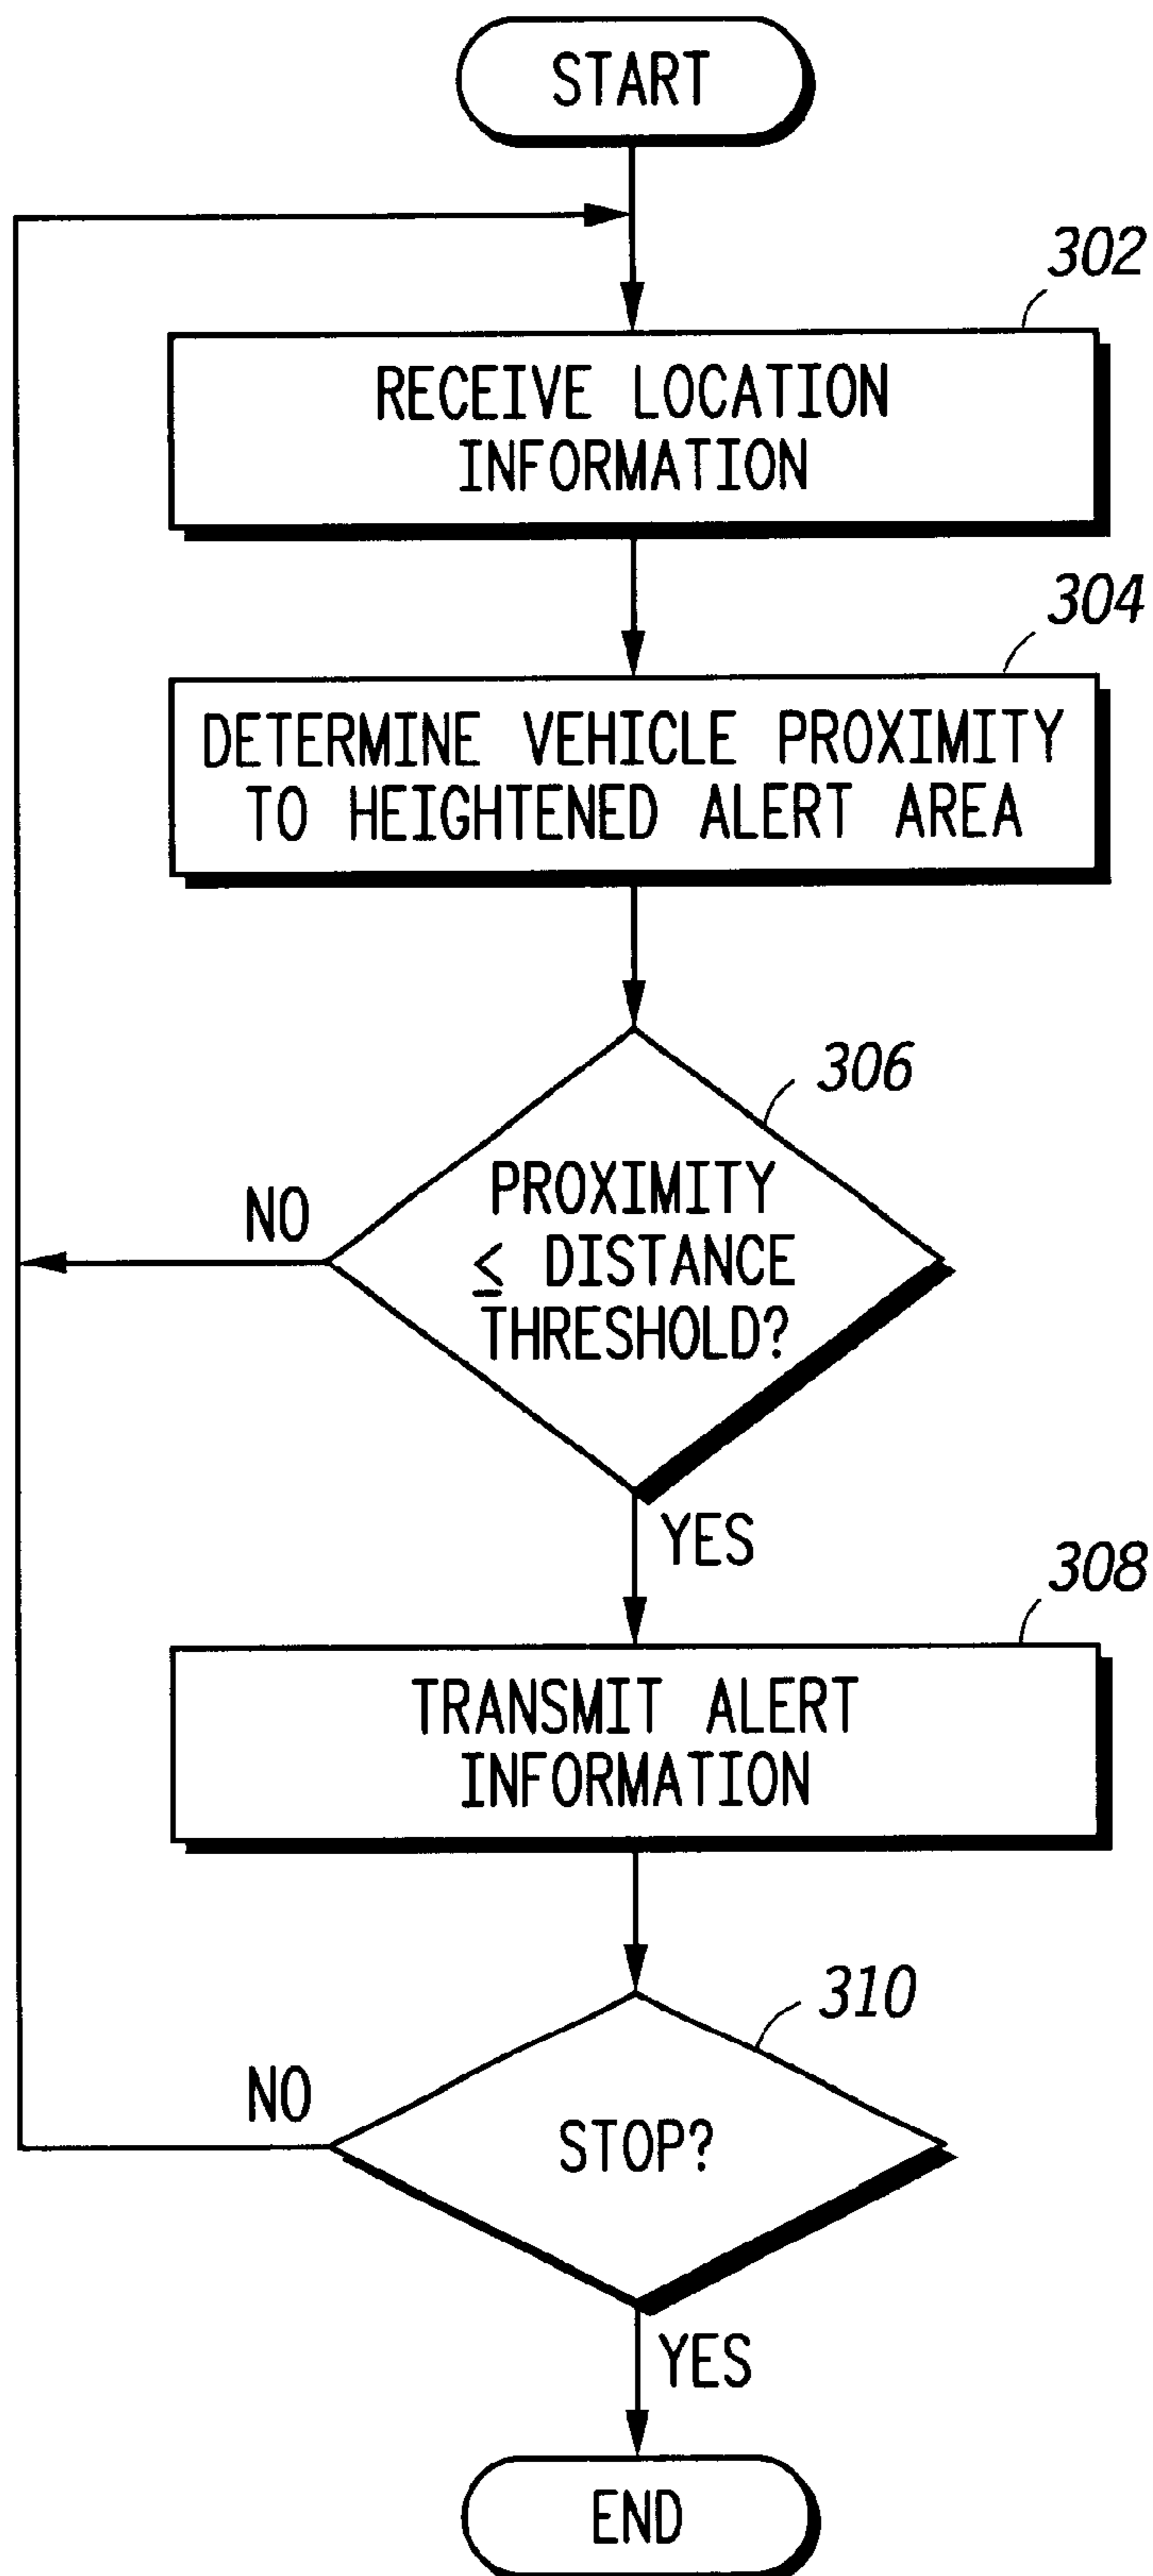 START
302
RECEIVE LOCATION
INFORMATION
304
DETERMINE VEHICLE PROXIMITY
TO HEIGHTENED ALERT AREA
306
PROXIMITY
≤ DISTANCE
THRESHOLD?
NO
YES
308
TRANSMIT ALERT
INFORMATION
310
STOP?
NO
YES
END